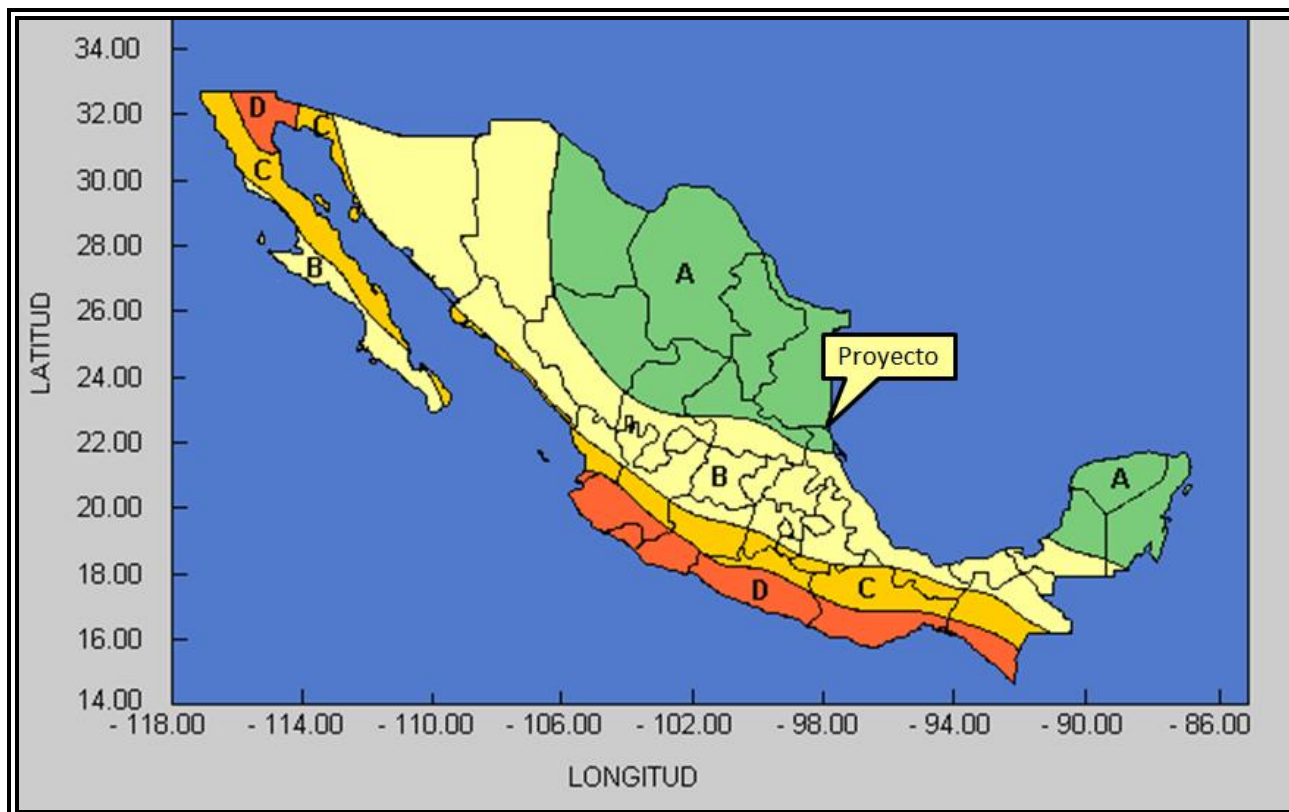 34.00
32.00
30.00
28.00
26.00
24.00
22.00
20.00
18.00
16.00
14.00
LATITUD
D
C
C
B
A
Proyecto
B
A
D
C
- 118.00 - 114.00 - 110.00 - 106.00 - 102.00 - 98.00 - 94.00 - 90.00 - 86.00
LONGITUD